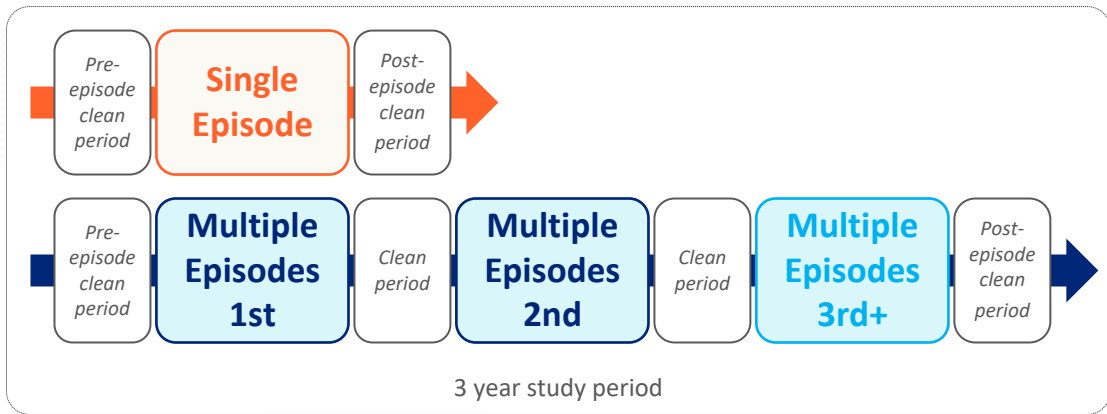 Pre-
episode
clean
period
Single
Episode
Post-
episode
clean
period
Pre-
episode
clean
period
Multiple
Episodes
1st
Clean
period
Multiple
Episodes
2nd
Clean
period
Multiple
Episodes
3rd+
Post-
episode
clean
period
3 year study period